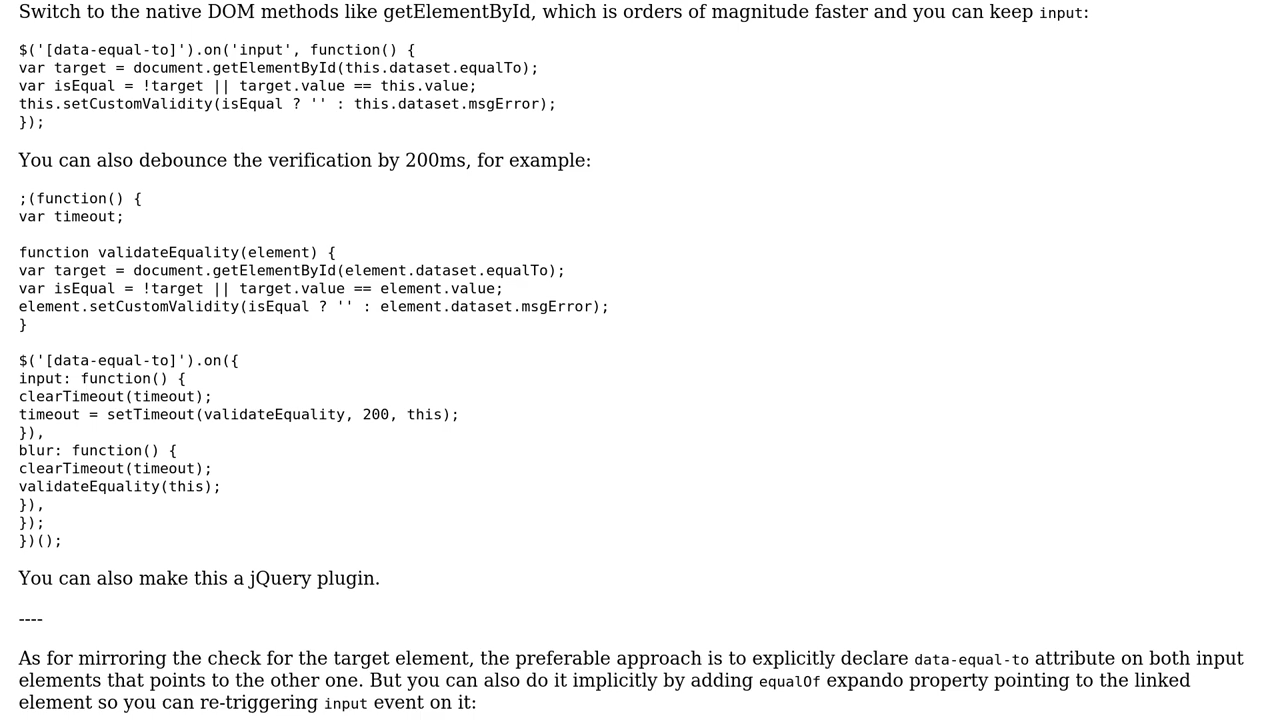 Switch to the native DOM methods like getElementById, which is orders of magnitude faster and you can keep input:
$('[data-equal-to]').on('input', function() {
var target = document.getElementById(this.dataset.equalTo);
var isEqual = !target || target.value == this.value;
this.setCustomValidity(isEqual ? '' : this.dataset.msgError);
});
You can also debounce the verification by 200ms, for example:
;(function() {
var timeout;
function validateEquality(element) {
var target = document.getElementById(element.dataset.equalTo);
var isEqual = !target || target.value == element.value;
element.setCustomValidity(isEqual ? '' : element.dataset.msgError);
}
$('[data-equal-to]').on({
input: function() {
clearTimeout(timeout);
timeout = setTimeout(validateEquality, 200, this);
}),
blur: function() {
clearTimeout(timeout);
validateEquality(this);
}),
});
})();
You can also make this a jQuery plugin.
----
As for mirroring the check for the target element, the preferable approach is to explicitly declare data-equal-to attribute on both input
elements that points to the other one. But you can also do it implicitly by adding equalOf expando property pointing to the linked
element so you can re-triggering input event on it: